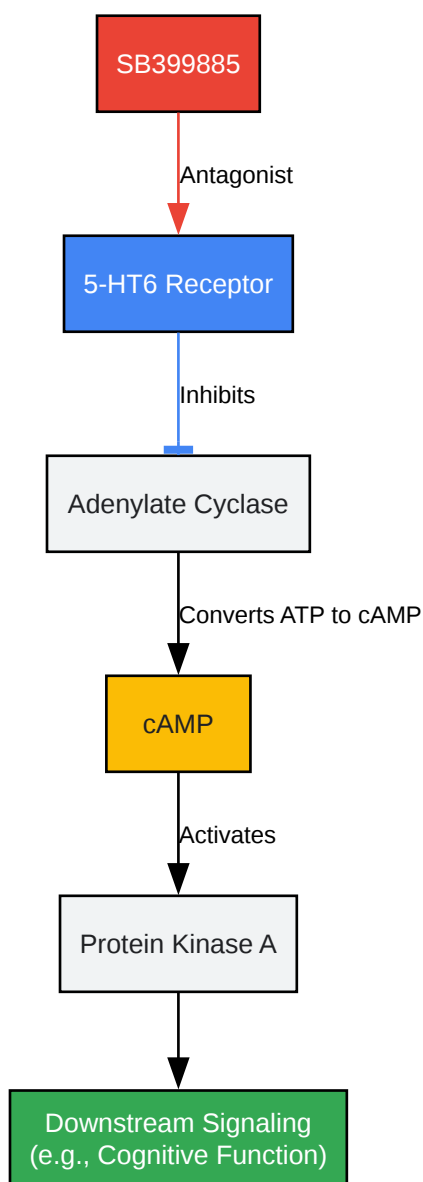 SB399885
Antagonist
5-HT6 Receptor
Inhibits
Adenylate Cyclase
Converts ATP to cAMP
cAMP
Activates
Protein Kinase A
Downstream Signaling
(e.g., Cognitive Function)